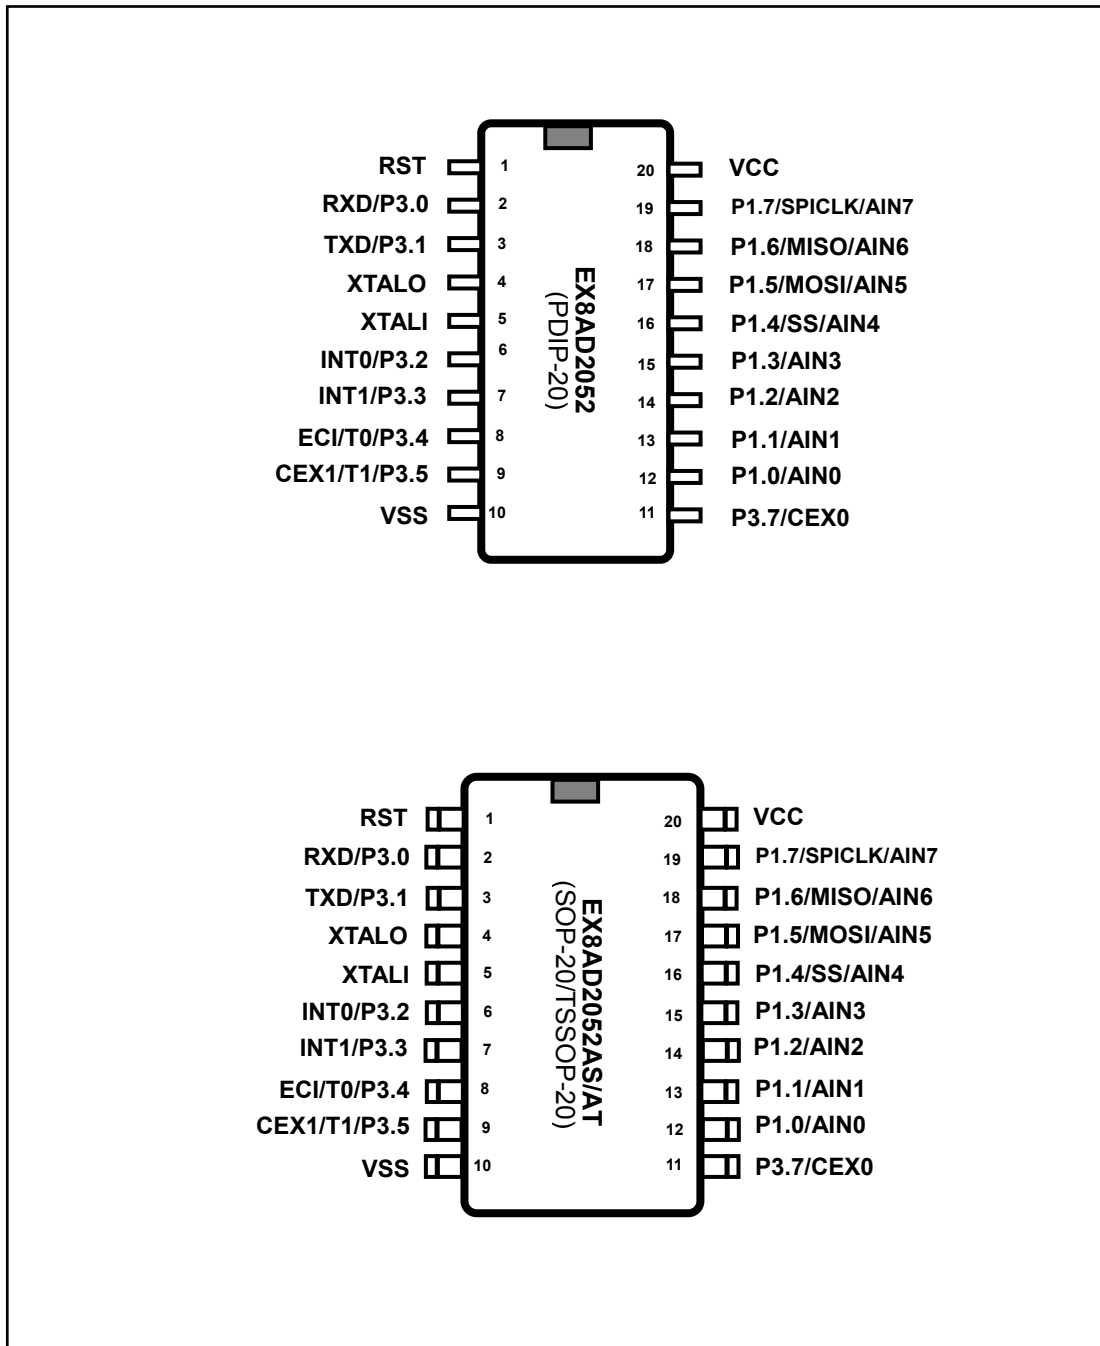 RST 1 20 VCC
RXD/P3.0 2 19 P1.7/SPICLK/AIN7
TXD/P3.1 3 18 P1.6/MISO/AIN6
XTALO 4 17 P1.5/MOSI/AIN5
XTALI 5 16 P1.4/SS/AIN4
INT0/P3.2 6 15 P1.3/AIN3
INT1/P3.3 7 14 P1.2/AIN2
ECI/T0/P3.4 8 13 P1.1/AIN1
CEX1/T1/P3.5 9 12 P1.0/AIN0
VSS 10 11 P3.7/CEX0
EX8AD2052
(PDIP-20)
RST 1 20 VCC
RXD/P3.0 2 19 P1.7/SPICLK/AIN7
TXD/P3.1 3 18 P1.6/MISO/AIN6
XTALO 4 17 P1.5/MOSI/AIN5
XTALI 5 16 P1.4/SS/AIN4
INT0/P3.2 6 15 P1.3/AIN3
INT1/P3.3 7 14 P1.2/AIN2
ECI/T0/P3.4 8 13 P1.1/AIN1
CEX1/T1/P3.5 9 12 P1.0/AIN0
VSS 10 11 P3.7/CEX0
EX8AD2052AS/AT
(SOP-20/TSSOP-20)